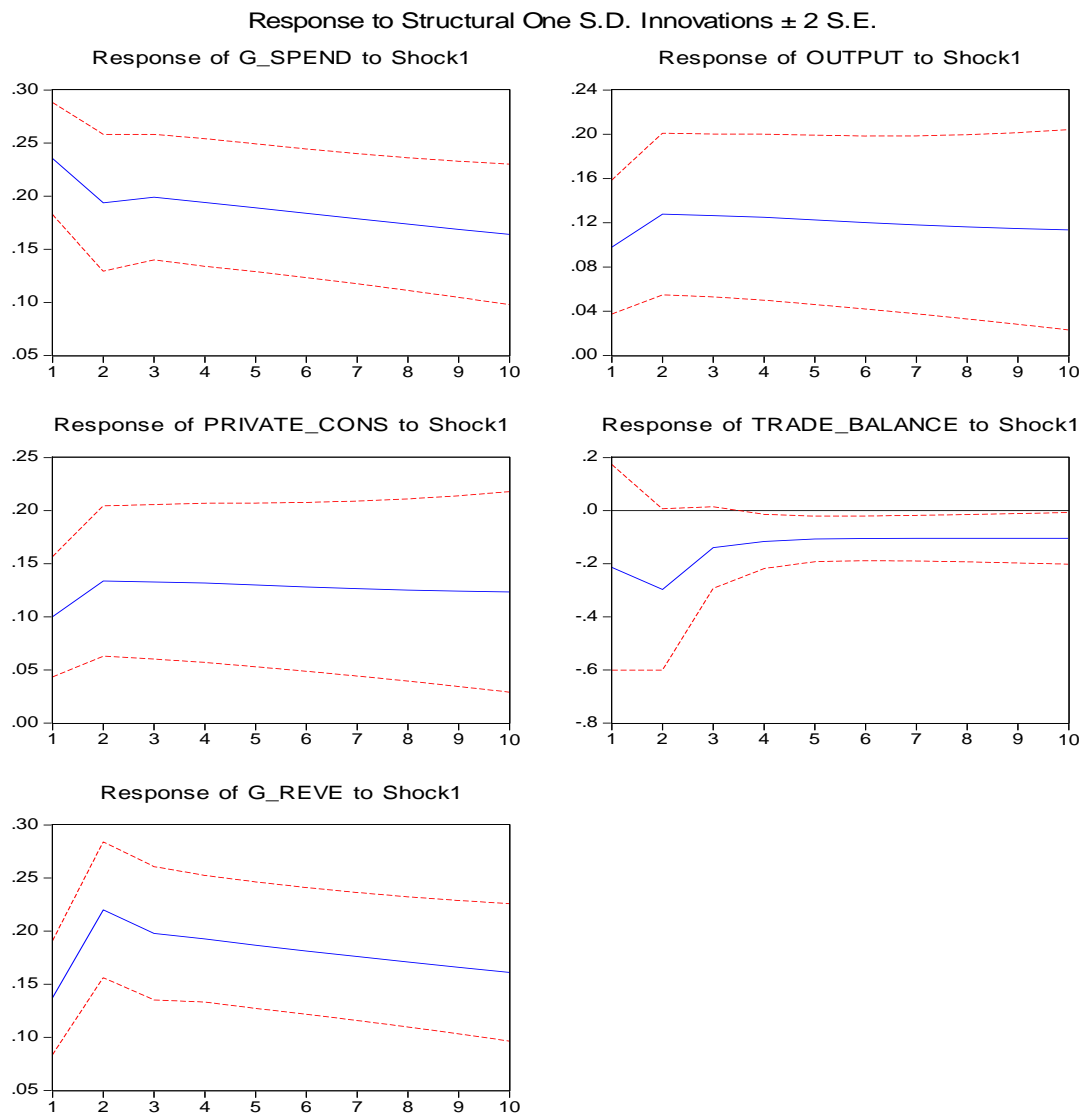 Response to Structural One S.D. Innovations ± 2 S.E.
Response of G_SPEND to Shock1
.30
.25
.20
.15
.10
.05
1 2 3 4 5 6 7 8 9 10
Response of OUTPUT to Shock1
.24
.20
.16
.12
.08
.04
.00
1 2 3 4 5 6 7 8 9 10
Response of PRIVATE_CONS to Shock1
.25
.20
.15
.10
.05
.00
1 2 3 4 5 6 7 8 9 10
Response of TRADE_BALANCE to Shock1
.2
.0
-.2
-.4
-.6
-.8
1 2 3 4 5 6 7 8 9 10
Response of G_REVE to Shock1
.30
.25
.20
.15
.10
.05
1 2 3 4 5 6 7 8 9 10